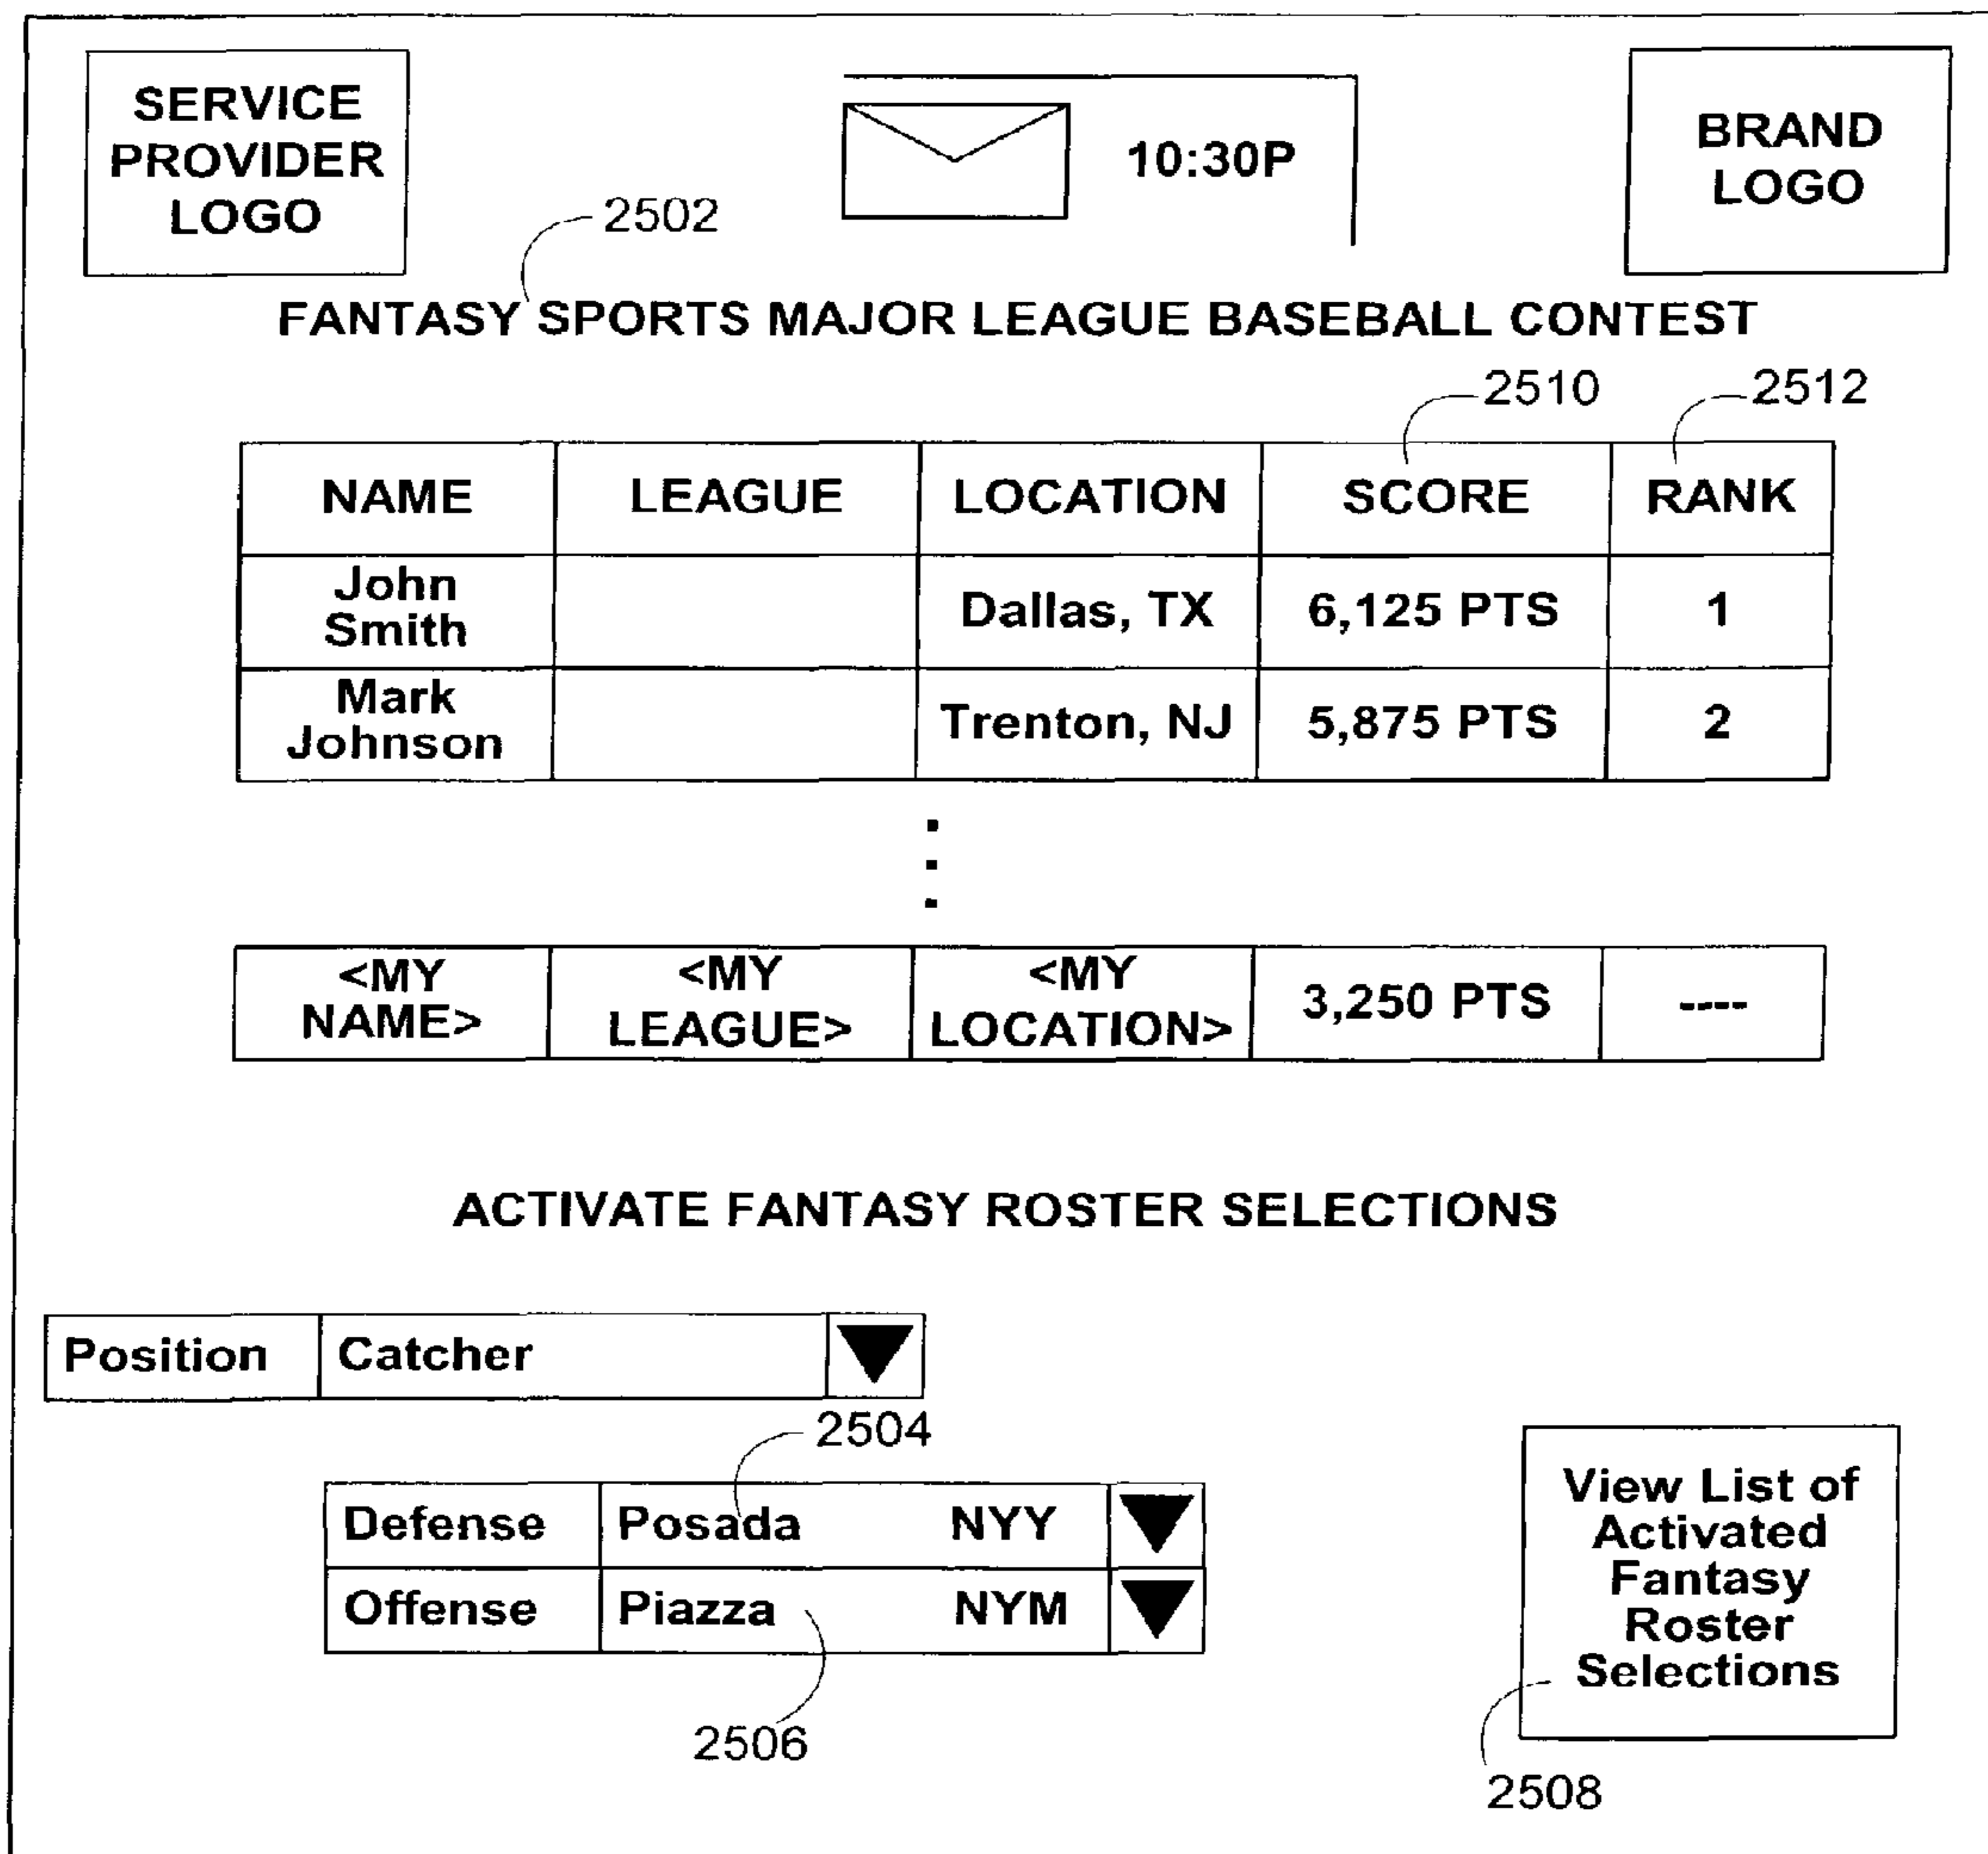 SERVICE
PROVIDER
LOGO
10:30P
BRAND
LOGO
2502
FANTASY SPORTS MAJOR LEAGUE BASEBALL CONTEST
2510
2512
NAME LEAGUE LOCATION SCORE RANK
John
Smith
Dallas, TX 6,125 PTS 1
Mark
Johnson
Trenton, NJ 5,875 PTS 2
<MY
NAME>
<MY
LEAGUE>
<MY
LOCATION>
3,250 PTS ----
ACTIVATE FANTASY ROSTER SELECTIONS
Position Catcher
2504
Defense Posada NYY
Offense Piazza NYM
2506
View List of
Activated
Fantasy
Roster
Selections
2508